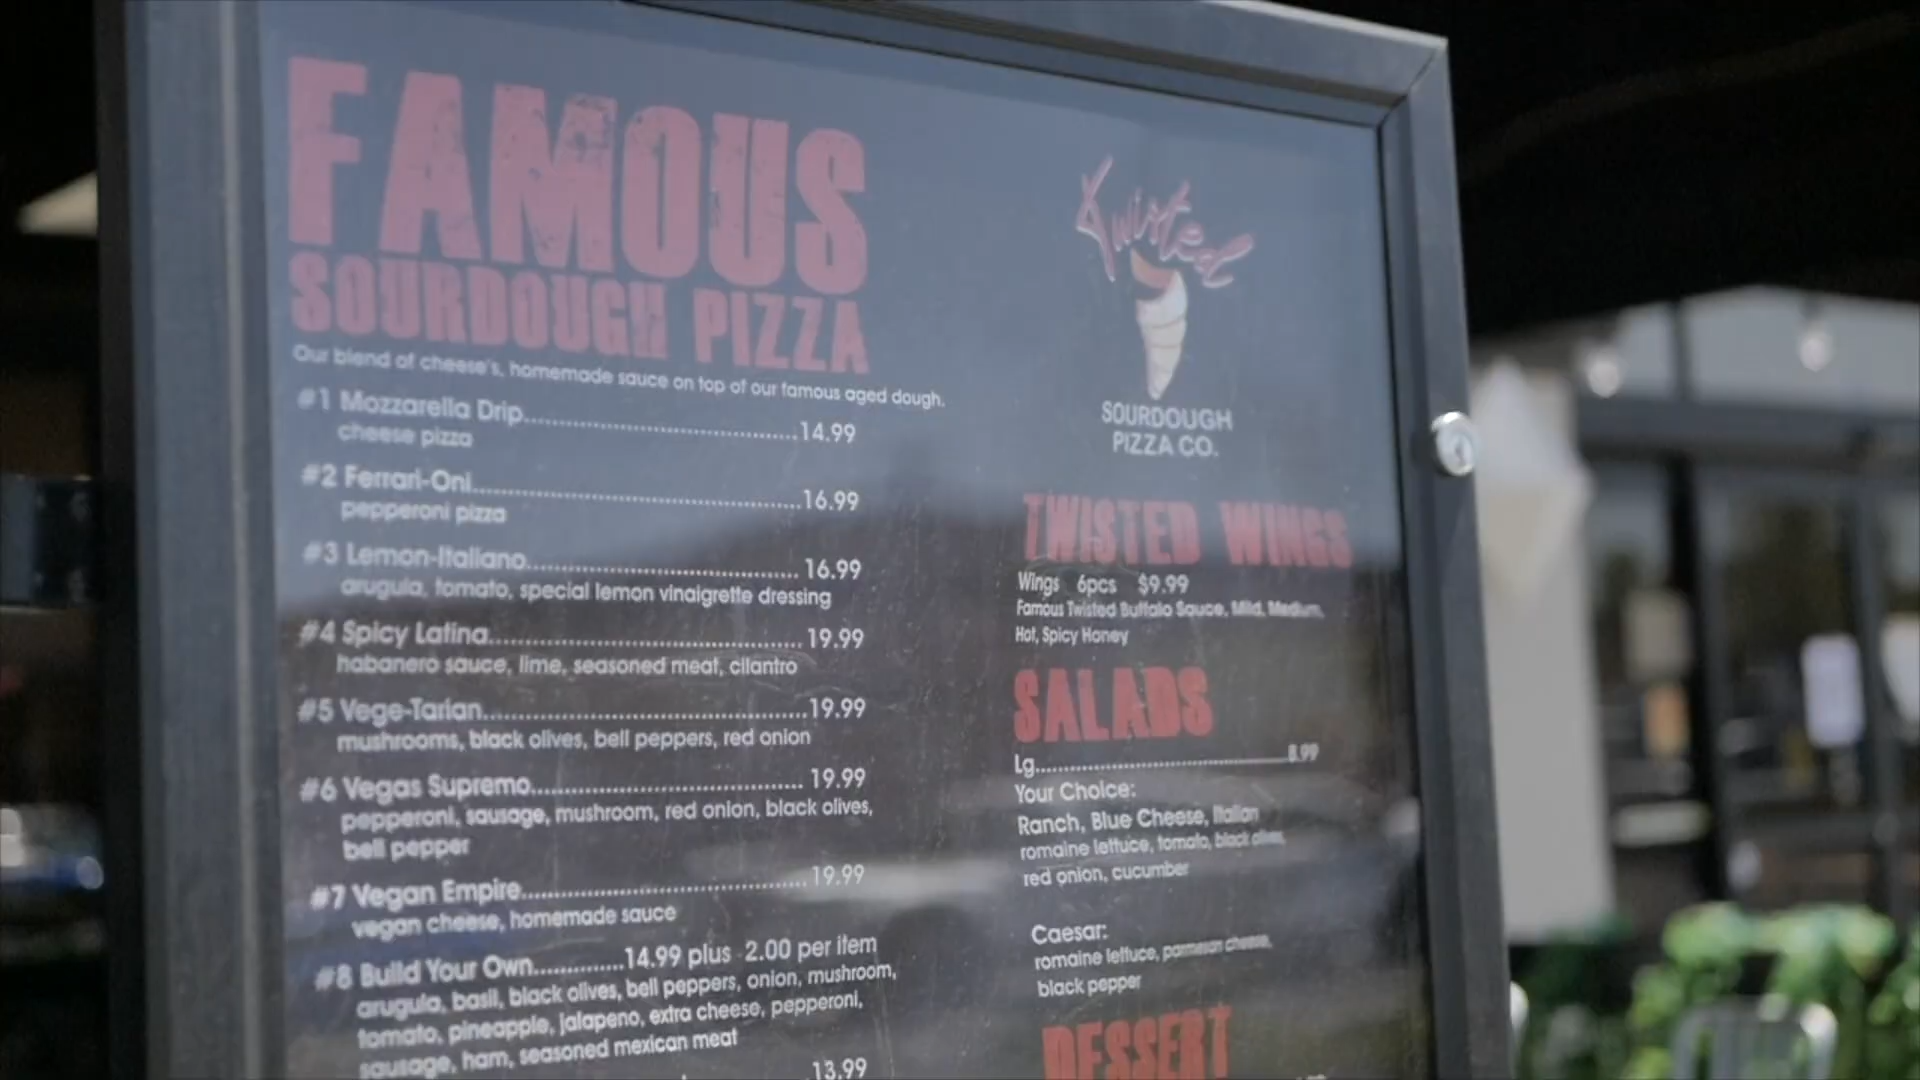 FAMOUS
SOURDOUGH PIZZA
Our blend of cheese's, homemade sauce on top of our famous aged dough.
#1 Mozzarella Drip..............................14.99
cheese pizza
#2 Ferrari-Oni..............................16.99
pepperoni pizza
#3 Lemon-Italiano..............................16.99
arugula, tomato, special lemon vinaigrette dressing
#4 Spicy Latina..............................19.99
habanero sauce, lime, seasoned meat, cilantro
#5 Vege-Tarian..............................19.99
mushrooms, black olives, bell peppers, red onion
#6 Vegas Supremo..............................19.99
pepperoni, sausage, mushroom, red onion, black olives,
bell pepper
#7 Vegan Empire..............................19.99
vegan cheese, homemade sauce
#8 Build Your Own.............14.99 plus 2.00 per item
arugula, basil, black olives, bell peppers, onion, mushroom,
tomato, pineapple, jalapeno, extra cheese, pepperoni,
sausage, ham, seasoned mexican meat
13.99
Twisted
SOURDOUGH
PIZZA CO.
TWISTED WINGS
Wings 6pcs $9.99
Famous Twisted Buffalo Sauce, Mild, Medium,
Hot, Spicy Honey
SALADS
Lg..............................8.99
Your Choice:
Ranch, Blue Cheese, Italian
romaine lettuce, tomato, black olives,
red onion, cucumber
Caesar:
romaine lettuce, parmesan cheese,
black pepper
DESSERT